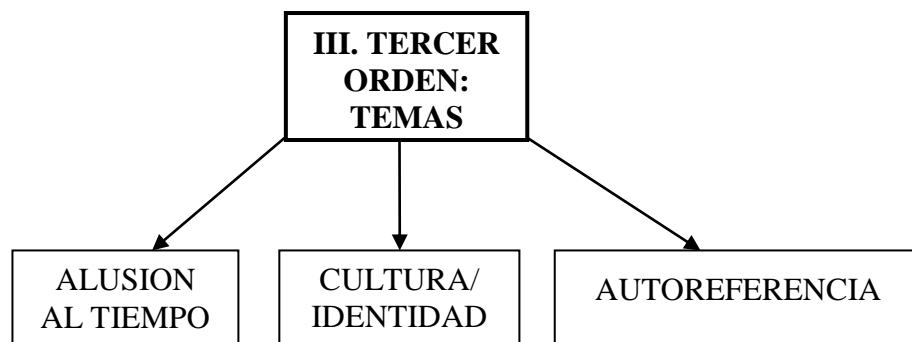 III. TERCER
ORDEN:
TEMAS
ALUSION
AL TIEMPO
CULTURA/
IDENTIDAD
AUTOREFERENCIA